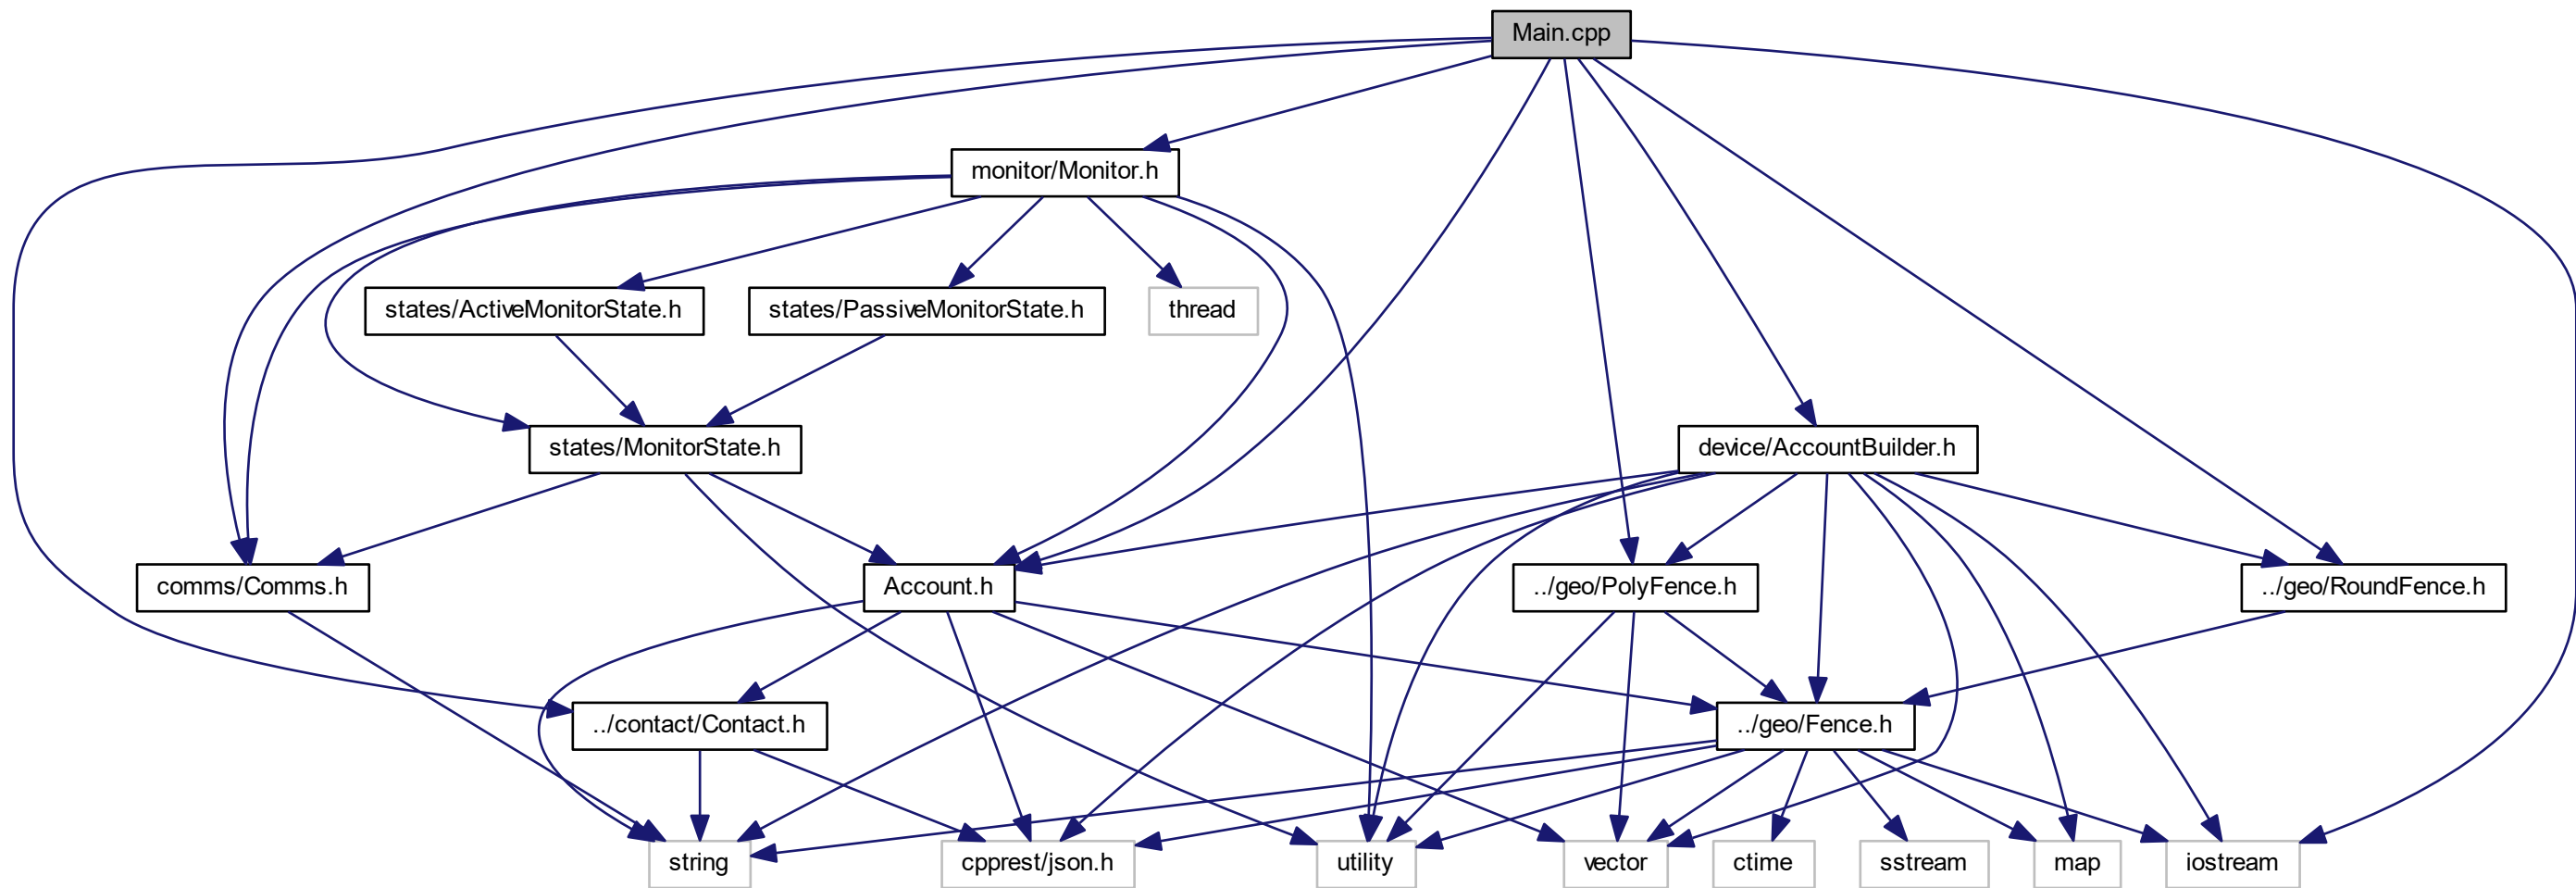 Main.cpp
monitor/Monitor.h
states/ActiveMonitorState.h
states/PassiveMonitorState.h
thread
states/MonitorState.h
device/AccountBuilder.h
comms/Comms.h
Account.h
../geo/PolyFence.h
../geo/RoundFence.h
../contact/Contact.h
../geo/Fence.h
string
cpprest/json.h
utility
vector
ctime
sstream
map
iostream